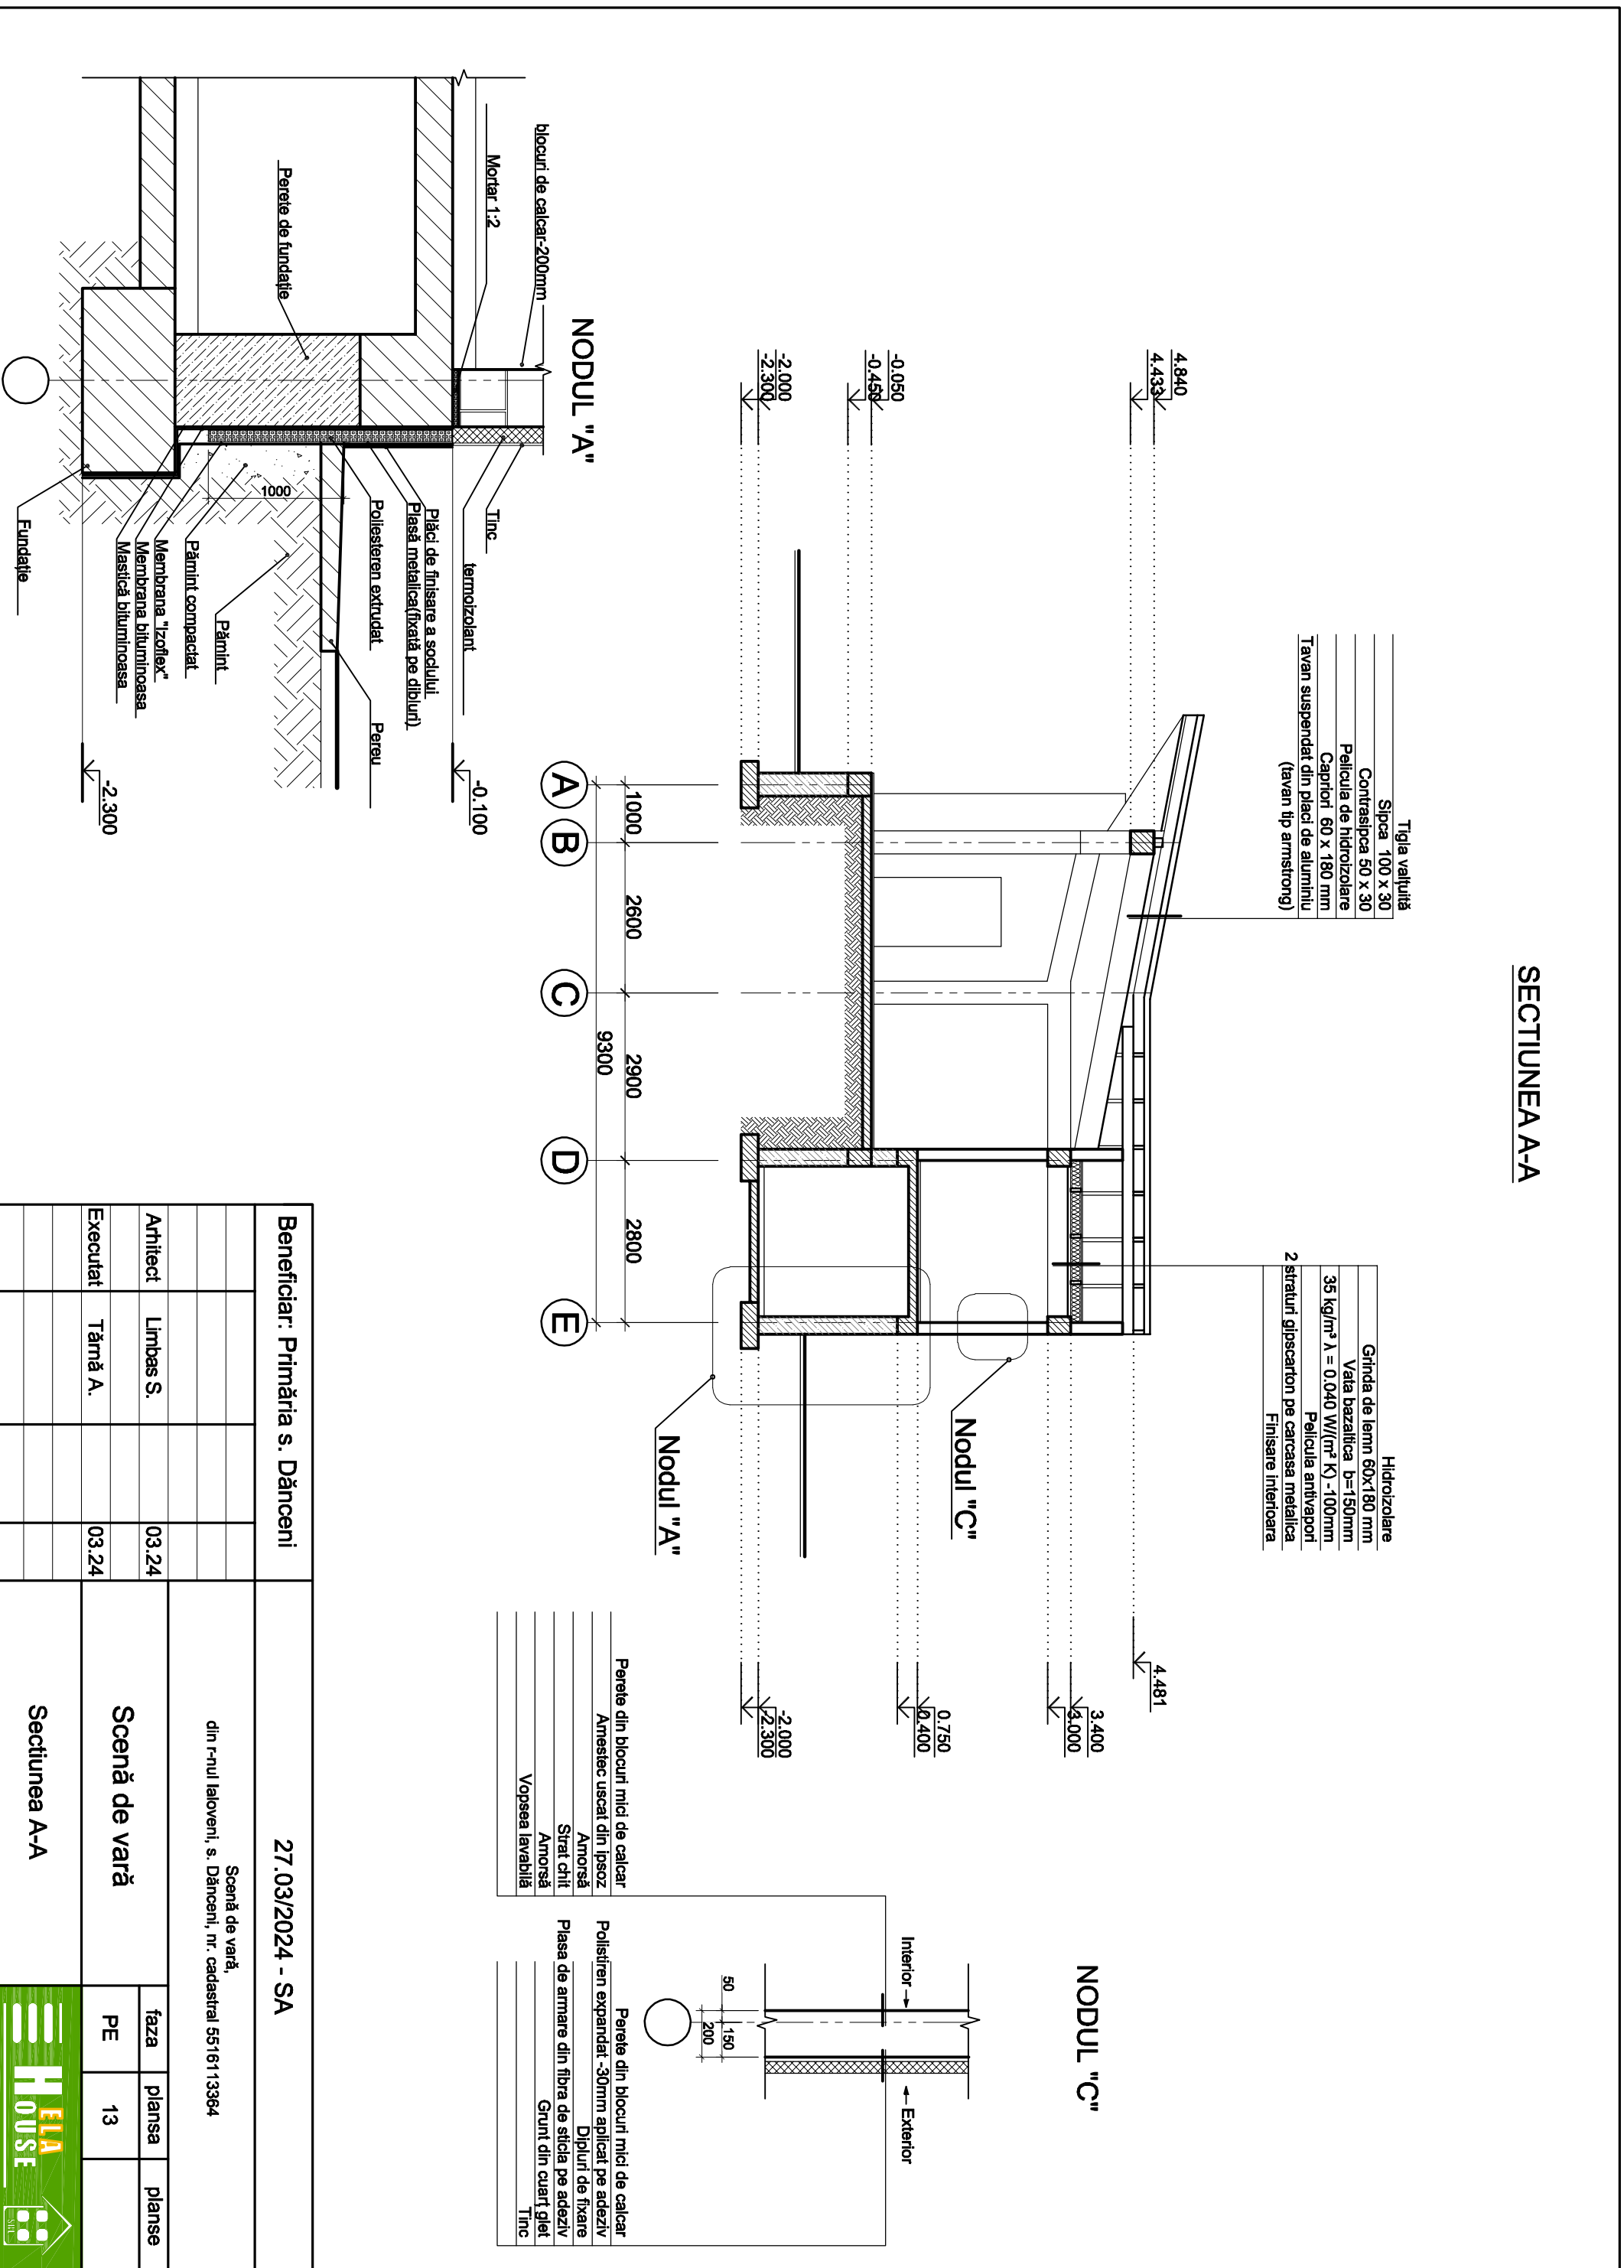 SECTIUNEA A-A
Tigla valțuită
Sipca 100 x 30
Contrasipca 50 x 30
Pelicula de hidroizolare
Capriori 60 x 180 mm
Tavan suspendat din placi de aluminiu
(tavan tip armstrong)
Hidroizolare
Grinda de lemn 60x180 mm
Vata bazaltica b=150mm
35 kg/m³ λ = 0.040 W/(m² K) -100mm
Pelicula antivapori
2 straturi gipscarton pe carcasa metalica
Finisare interioara
4.840
4.433
-0.050
-0.450
-2.000
-2.300
4.481
3.400
3.000
0.750
0.400
-2.000
-2.300
Nodul "C"
Nodul "A"
1000
2600
2900
2800
9300
A
B
C
D
E
NODUL "A"
blocuri de calcar-200mm
Mortar 1:2
Perete de fundație
Tinc
termoizolant
Plăci de finisare a soclului
Plasă metalica(fixată pe dibluri)
Poliesteren extrudat
Pereu
1000
Pămint
Pămint compactat
Membrana "Izoflex"
Membrana bituminoasa
Mastică bituminoasa
Fundație
-0.100
-2.300
NODUL "C"
Interior
Exterior
50
150
200
Perete din blocuri mici de calcar
Amestec uscat din ipsoz
Amorsă
Strat chit
Amorsă
Vopsea lavabilă
Perete din blocuri mici de calcar
Polistiren expandat -30mm aplicat pe adeziv
Dipluri de fixare
Plasa de armare din fibra de sticla pe adeziv
Grunt din cuarț glet
Tinc
Beneficiar: Primăria s. Dănceni
27.03/2024 - SA
Scenă de vară,
din r-nul Ialoveni, s. Dănceni, nr. cadastral 5516113364
Arhitect Limbas S. 03.24
Executat Tărnă A. 03.24
Scenă de vară
faza plansa planse
PE 13
Sectiunea A-A
ELA
HOUSE
SRL